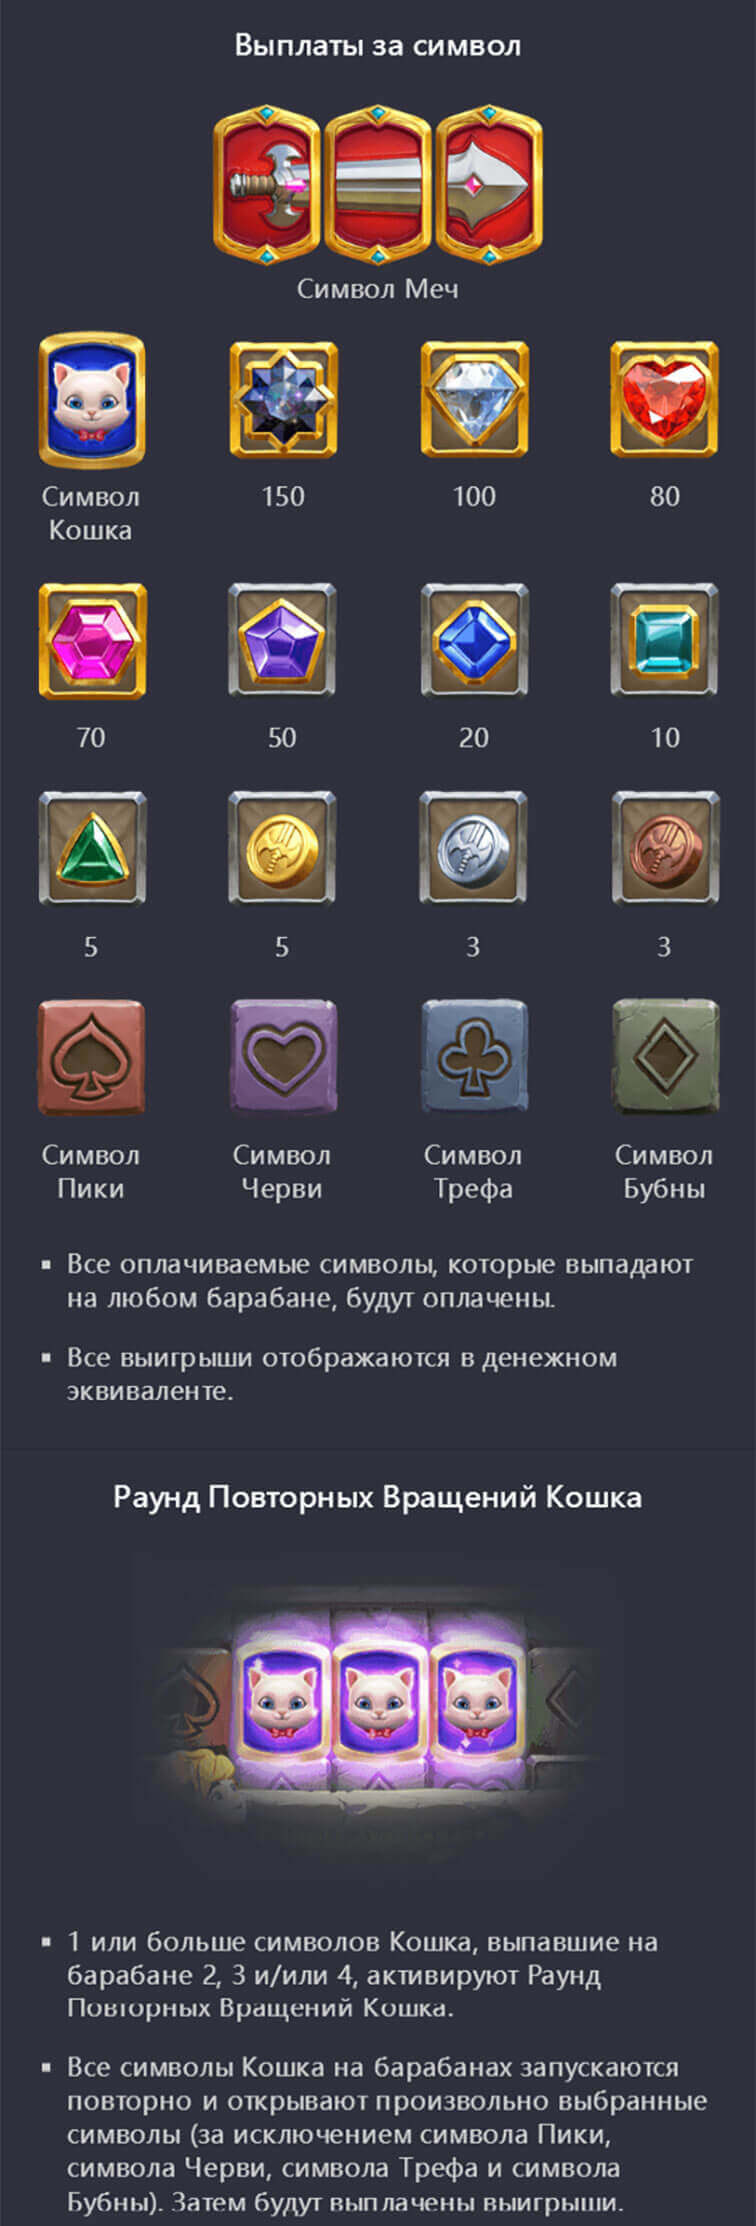 Выплаты за символ
Символ Меч
Символ
Кошка
150
100
80
70
50
20
10
5
5
3
3
Символ
Пики
Символ
Черви
Символ
Трефа
Символ
Бубны
▪ Все оплачиваемые символы, которые выпадают
на любом барабане, будут оплачены.
▪ Все выигрыши отображаются в денежном
эквиваленте.
Раунд Повторных Вращений Кошка
▪ 1 или больше символов Кошка, выпавшие на
барабане 2, 3 и/или 4, активируют Раунд
Повторных Вращений Кошка.
▪ Все символы Кошка на барабанах запускаются
повторно и открывают произвольно выбранные
символы (за исключением символа Пики,
символа Черви, символа Трефа и символа
Бубны). Затем будут выплачены выигрыши.